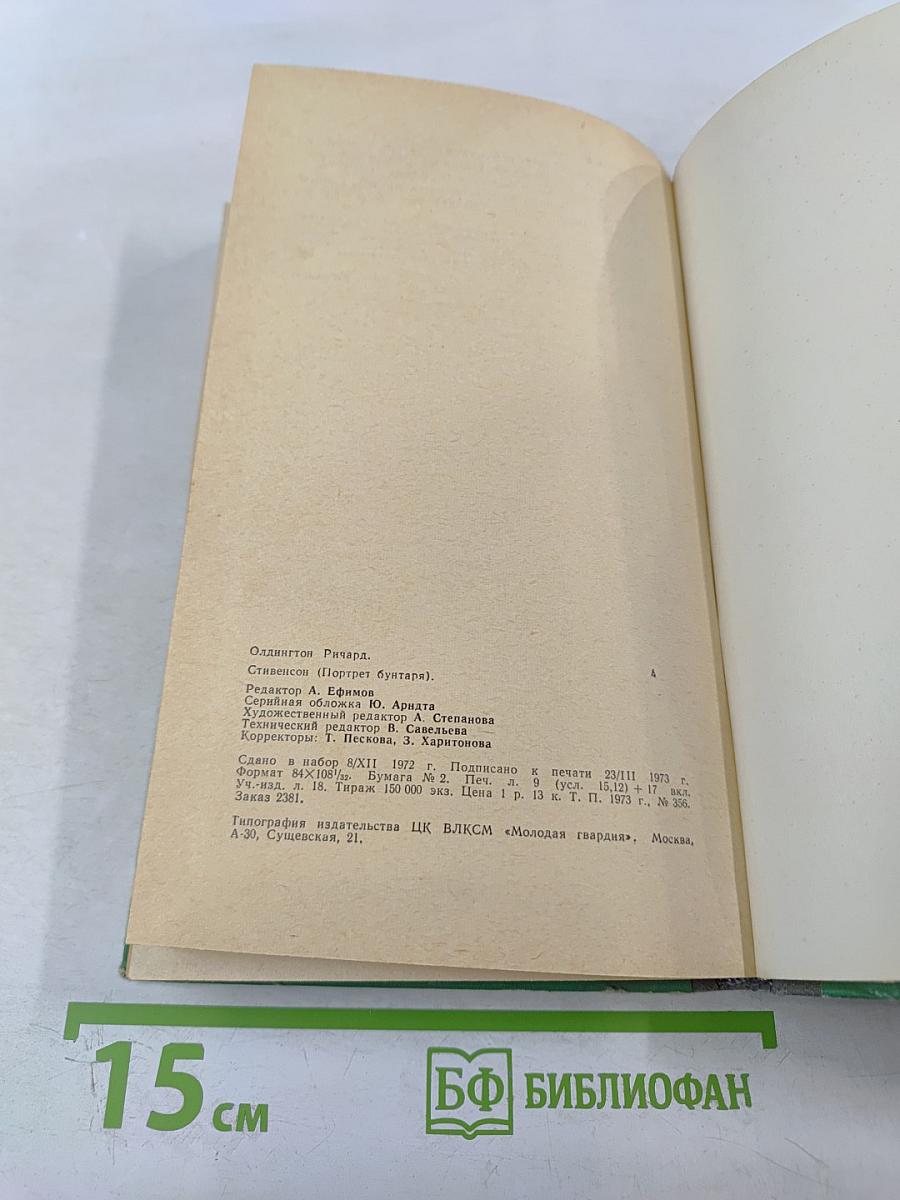 Олдингтон Ричард.
Стивенсон (Портрет бунтаря).
4
Редактор А. Ефимов
Серийная обложка Ю. Арндта
Художественный редактор А. Степанова
Технический редактор В. Савельева
Корректоры: Т. Пескова, З. Харитонова
Сдано в набор 8/XII 1972 г. Подписано к печати 23/III 1973 г.
Формат 84×108¹/₃₂. Бумага № 2. Печ. л. 9 (усл. 15,12) + 17 вкл.
Уч.-изд. л. 18. Тираж 150 000 экз. Цена 1 р. 13 к. Т. П. 1973 г., № 356.
Заказ 2381.
Типография издательства ЦК ВЛКСМ «Молодая гвардия». Москва,
А-30, Сущевская, 21.
15 см
БФ БИБЛИОФАН